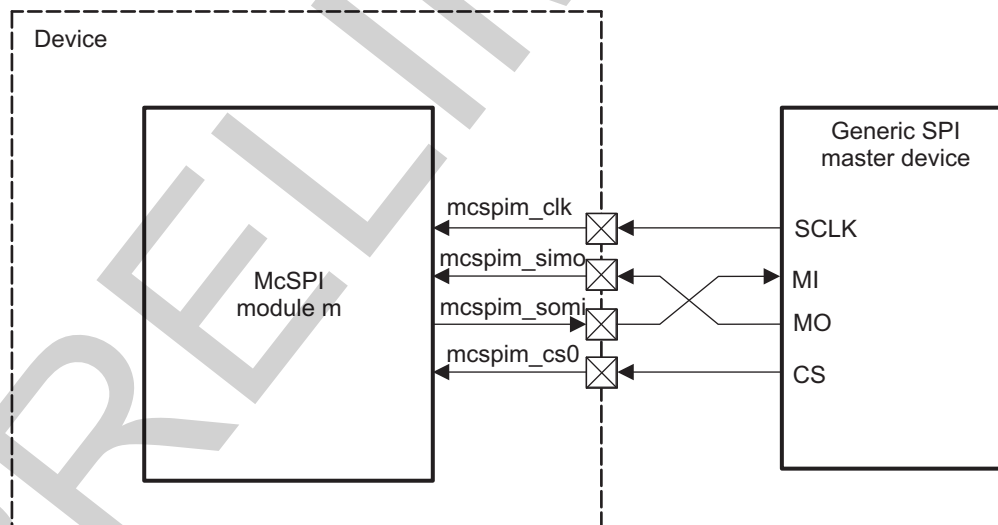 Device
Generic SPI
master device
mcspim_clk
SCLK
mcspim_simo
MI
McSPI
module m
mcspim_somi
MO
mcspim_cs0
CS